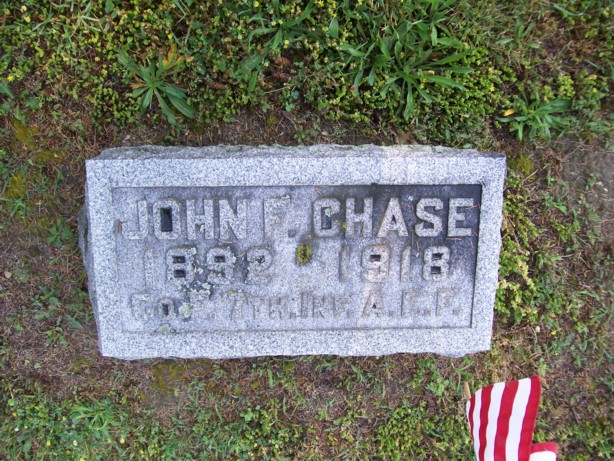 JOHN F. CHASE
1892 1918
CO. F. 7TH. INF. A. E. F.